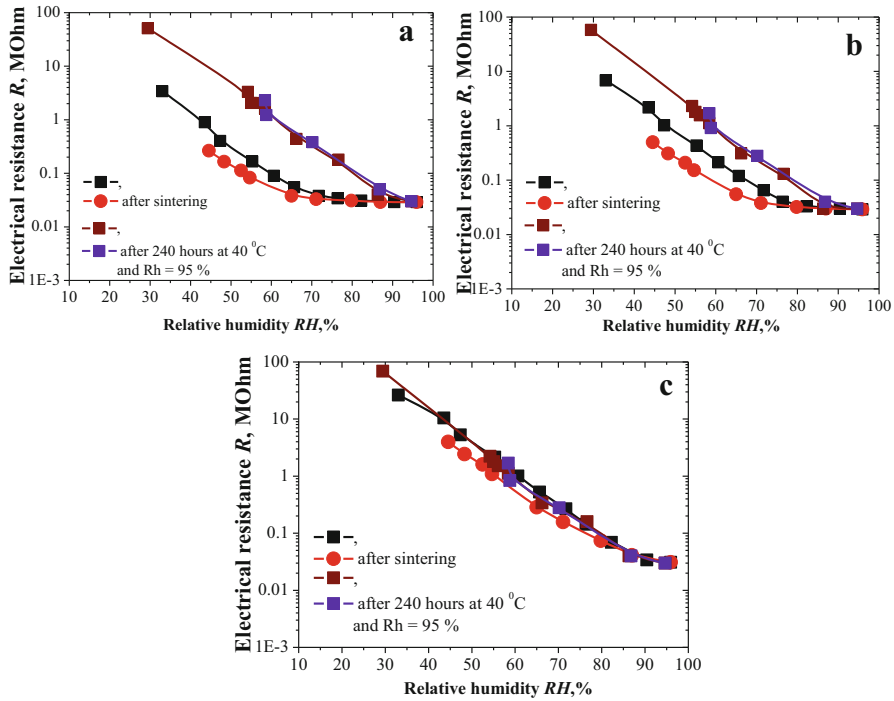 a
Electrical resistance R, MOhm
100
10
1
0.1
0.01
1E-3
,
after sintering
,
after 240 hours at 40 ⁰C
and Rh = 95 %
10 20 30 40 50 60 70 80 90 100
Relative humidity RH,%
b
Electrical resistance R, MOhm
100
10
1
0.1
0.01
1E-3
,
after sintering
,
after 240 hours at 40 ⁰C
and Rh = 95 %
10 20 30 40 50 60 70 80 90 100
Relative humidity RH,%
c
Electrical resistance R, MOhm
100
10
1
0.1
0.01
1E-3
,
after sintering
,
after 240 hours at 40 ⁰C
and Rh = 95 %
10 20 30 40 50 60 70 80 90 100
Relative humidity RH,%